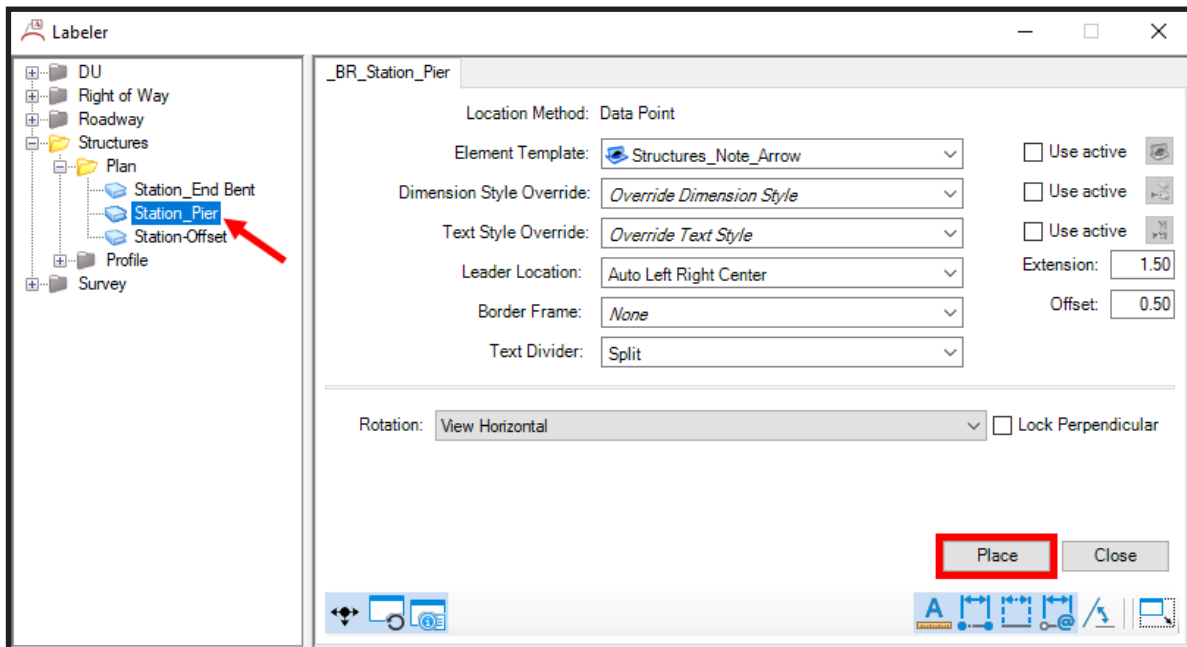 Labeler
DU
Right of Way
Roadway
Structures
Plan
Station_End Bent
Station_Pier
Station-Offset
Profile
Survey
_BR_Station_Pier
Location Method: Data Point
Element Template: Structures_Note_Arrow Use active
Dimension Style Override: Override Dimension Style Use active
Text Style Override: Override Text Style Use active
Leader Location: Auto Left Right Center Extension: 1.50
Border Frame: None Offset: 0.50
Text Divider: Split
Rotation: View Horizontal Lock Perpendicular
Place Close